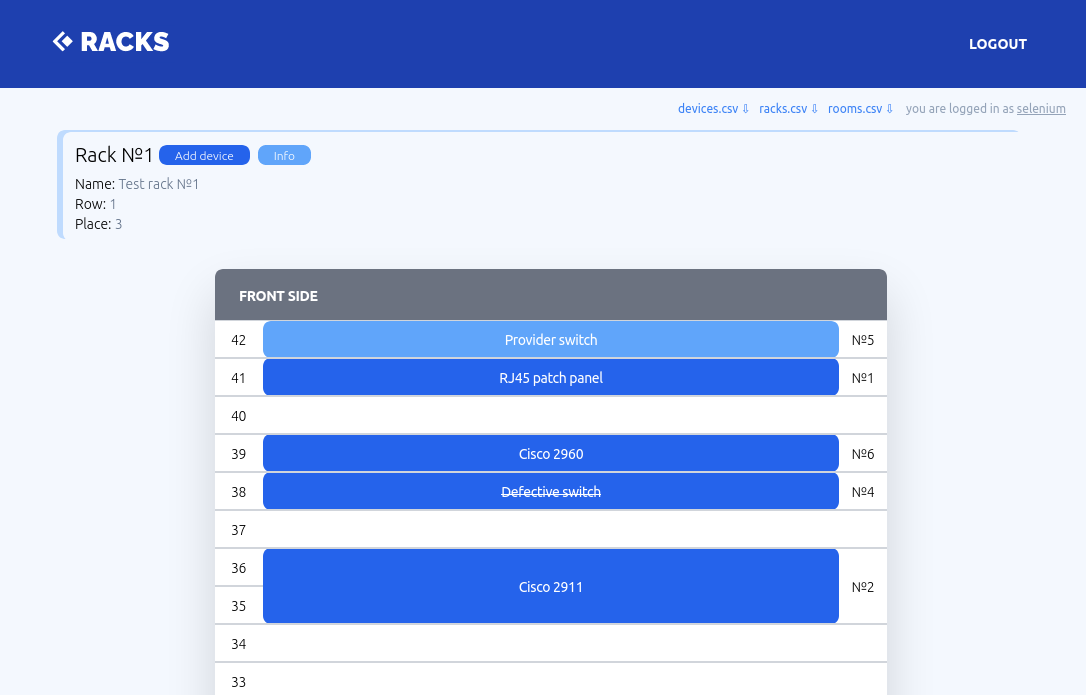 RACKS
LOGOUT
devices.csv ⇩ racks.csv ⇩ rooms.csv ⇩ you are logged in as selenium
Rack №1 Add device Info
Name: Test rack №1
Row: 1
Place: 3
FRONT SIDE
42 Provider switch №5
41 RJ45 patch panel №1
40
39 Cisco 2960 №6
38 Defective switch №4
37
36
Cisco 2911 №2
35
34
33